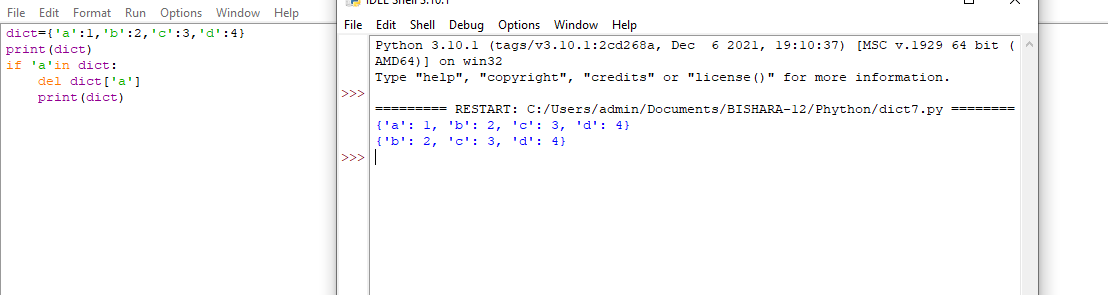 File Edit Format Run Options Window Help
dict={'a':1,'b':2,'c':3,'d':4}
print(dict)
if 'a'in dict:
    del dict['a']
    print(dict)
IDLE Shell 3.10.1
File Edit Shell Debug Options Window Help
Python 3.10.1 (tags/v3.10.1:2cd268a, Dec  6 2021, 19:10:37) [MSC v.1929 64 bit (
AMD64)] on win32
Type "help", "copyright", "credits" or "license()" for more information.
>>>
========= RESTART: C:/Users/admin/Documents/BISHARA-12/Phython/dict7.py ========
{'a': 1, 'b': 2, 'c': 3, 'd': 4}
{'b': 2, 'c': 3, 'd': 4}
>>>